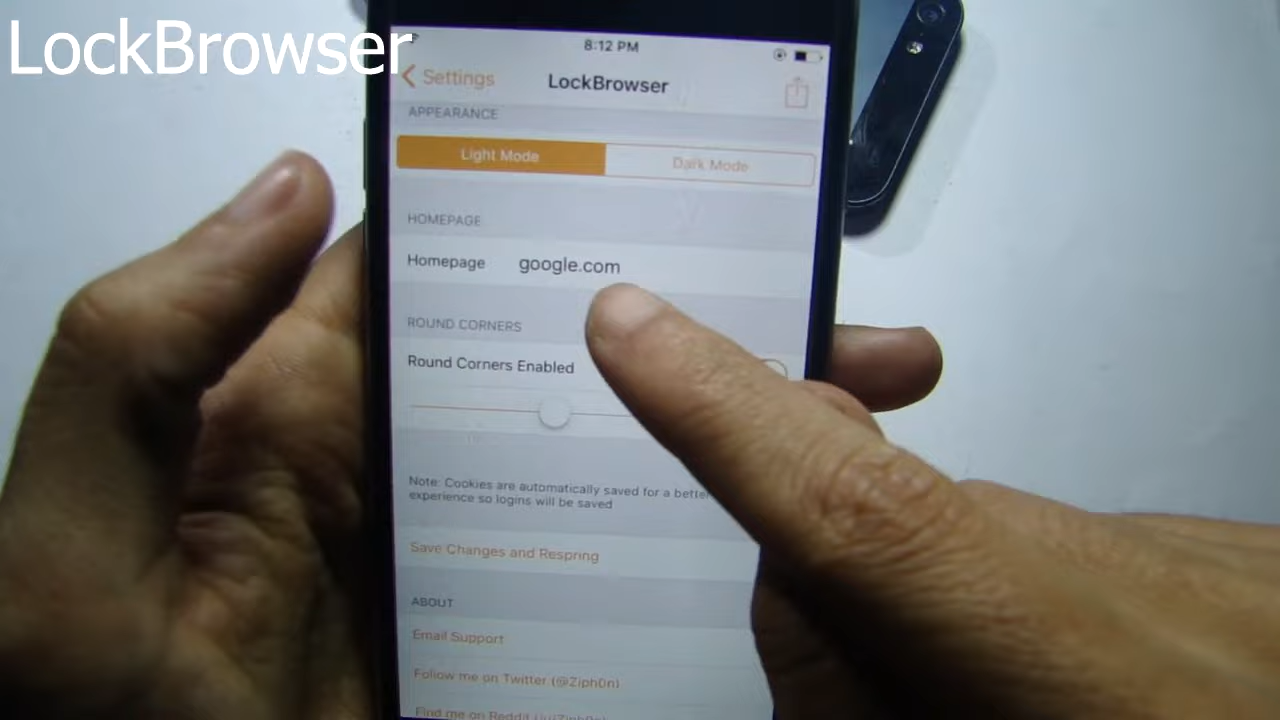 LockBrowser
8:12 PM
Settings
LockBrowser
APPEARANCE
Light Mode
Dark Mode
HOMEPAGE
Homepage google.com
ROUND CORNERS
Round Corners Enabled
Note: Cookies are automatically saved for a better
experience so logins will be saved
Save Changes and Respring
ABOUT
Email Support
Follow me on Twitter (@Ziph0n)
Find me on Reddit